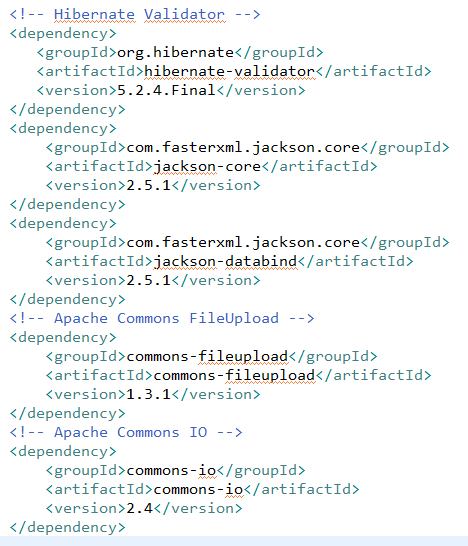 <!-- Hibernate Validator -->
<dependency>
   <groupId>org.hibernate</groupId>
   <artifactId>hibernate-validator</artifactId>
   <version>5.2.4.Final</version>
</dependency>
<dependency>
    <groupId>com.fasterxml.jackson.core</groupId>
    <artifactId>jackson-core</artifactId>
    <version>2.5.1</version>
</dependency>
<dependency>
    <groupId>com.fasterxml.jackson.core</groupId>
    <artifactId>jackson-databind</artifactId>
    <version>2.5.1</version>
</dependency>
<!-- Apache Commons FileUpload -->
<dependency>
    <groupId>commons-fileupload</groupId>
    <artifactId>commons-fileupload</artifactId>
    <version>1.3.1</version>
</dependency>
<!-- Apache Commons IO -->
<dependency>
    <groupId>commons-io</groupId>
    <artifactId>commons-io</artifactId>
    <version>2.4</version>
</dependency>